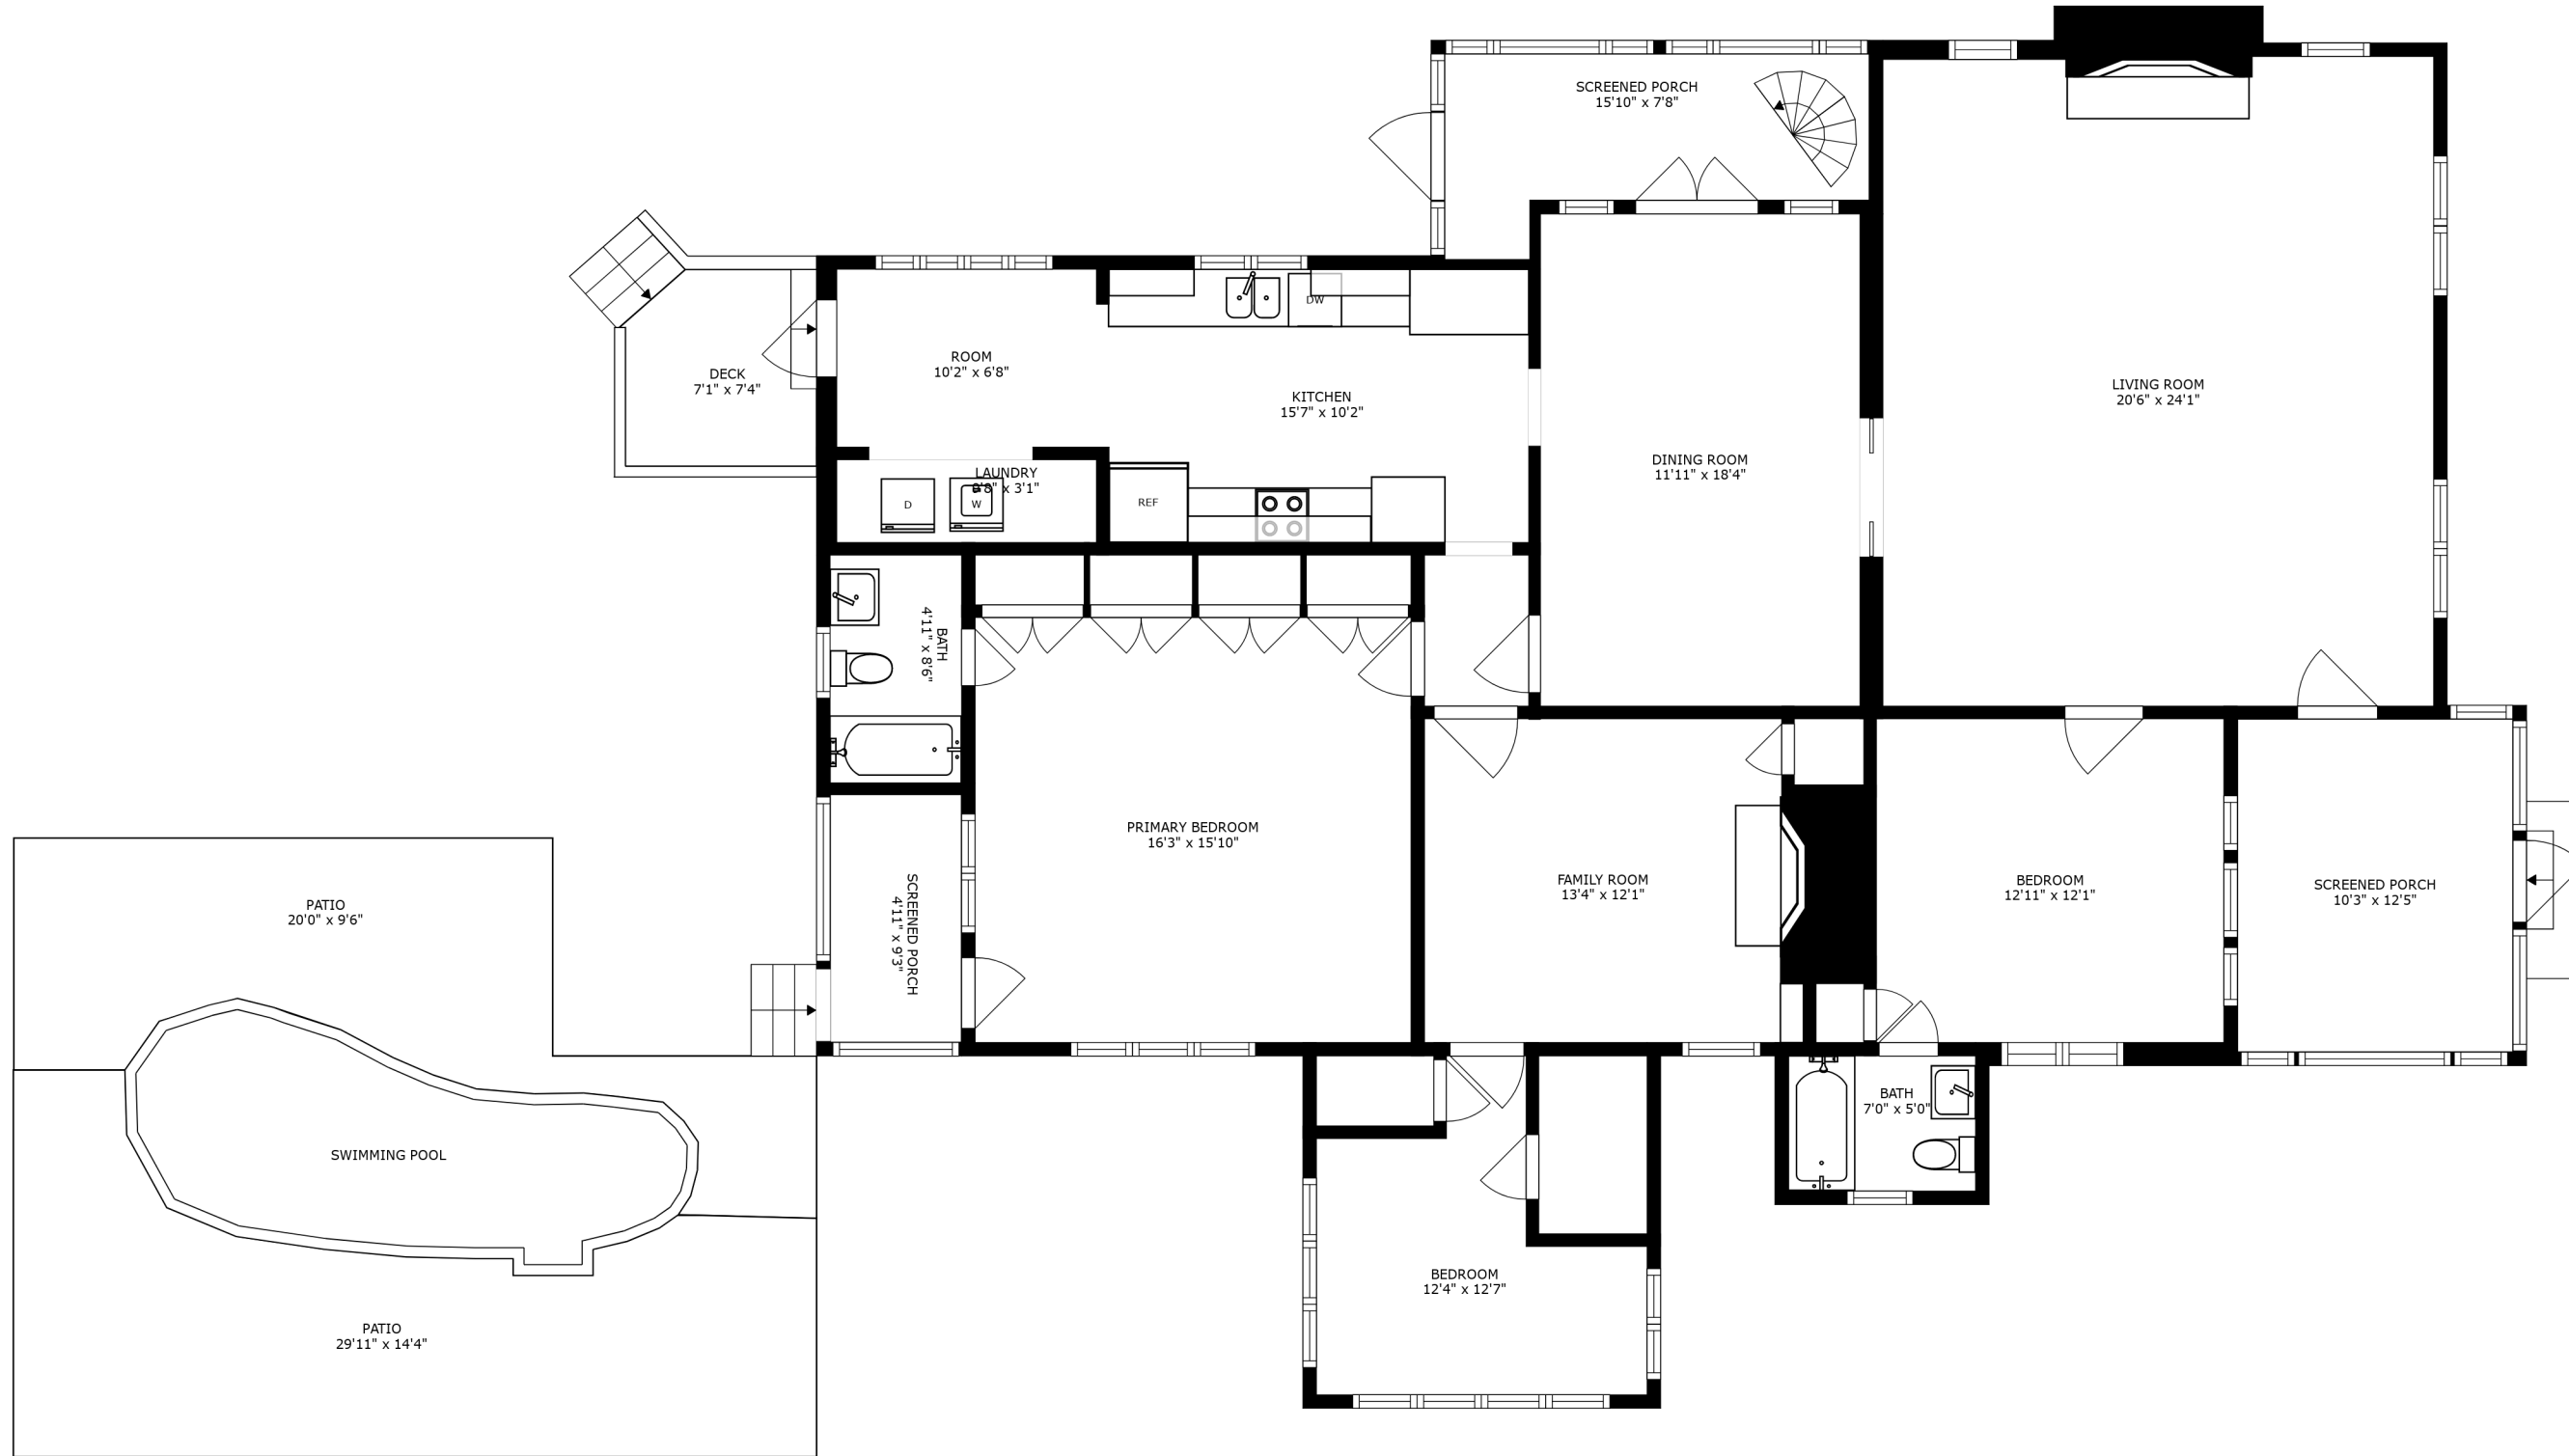 SCREENED PORCH
15'10" x 7'8"
DW
ROOM
10'2" x 6'8"
DECK
7'1" x 7'4"
KITCHEN
15'7" x 10'2"
LIVING ROOM
20'6" x 24'1"
DINING ROOM
11'11" x 18'4"
LAUNDRY
x 3'1"
D
W
REF
BATH
4'11" x 8'6"
PRIMARY BEDROOM
16'3" x 15'10"
FAMILY ROOM
13'4" x 12'1"
BEDROOM
12'11" x 12'1"
SCREENED PORCH
10'3" x 12'5"
PATIO
20'0" x 9'6"
SCREENED PORCH
4'11" x 9'3"
BATH
7'0" x 5'0"
SWIMMING POOL
BEDROOM
12'4" x 12'7"
PATIO
29'11" x 14'4"